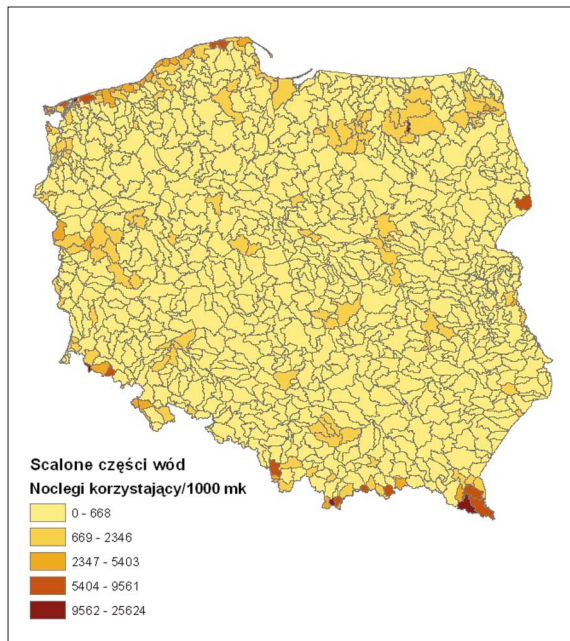 Scalone części wód
Noclegi korzystający/1000 mk
0 - 668
669 - 2346
2347 - 5403
5404 - 9561
9562 - 25624